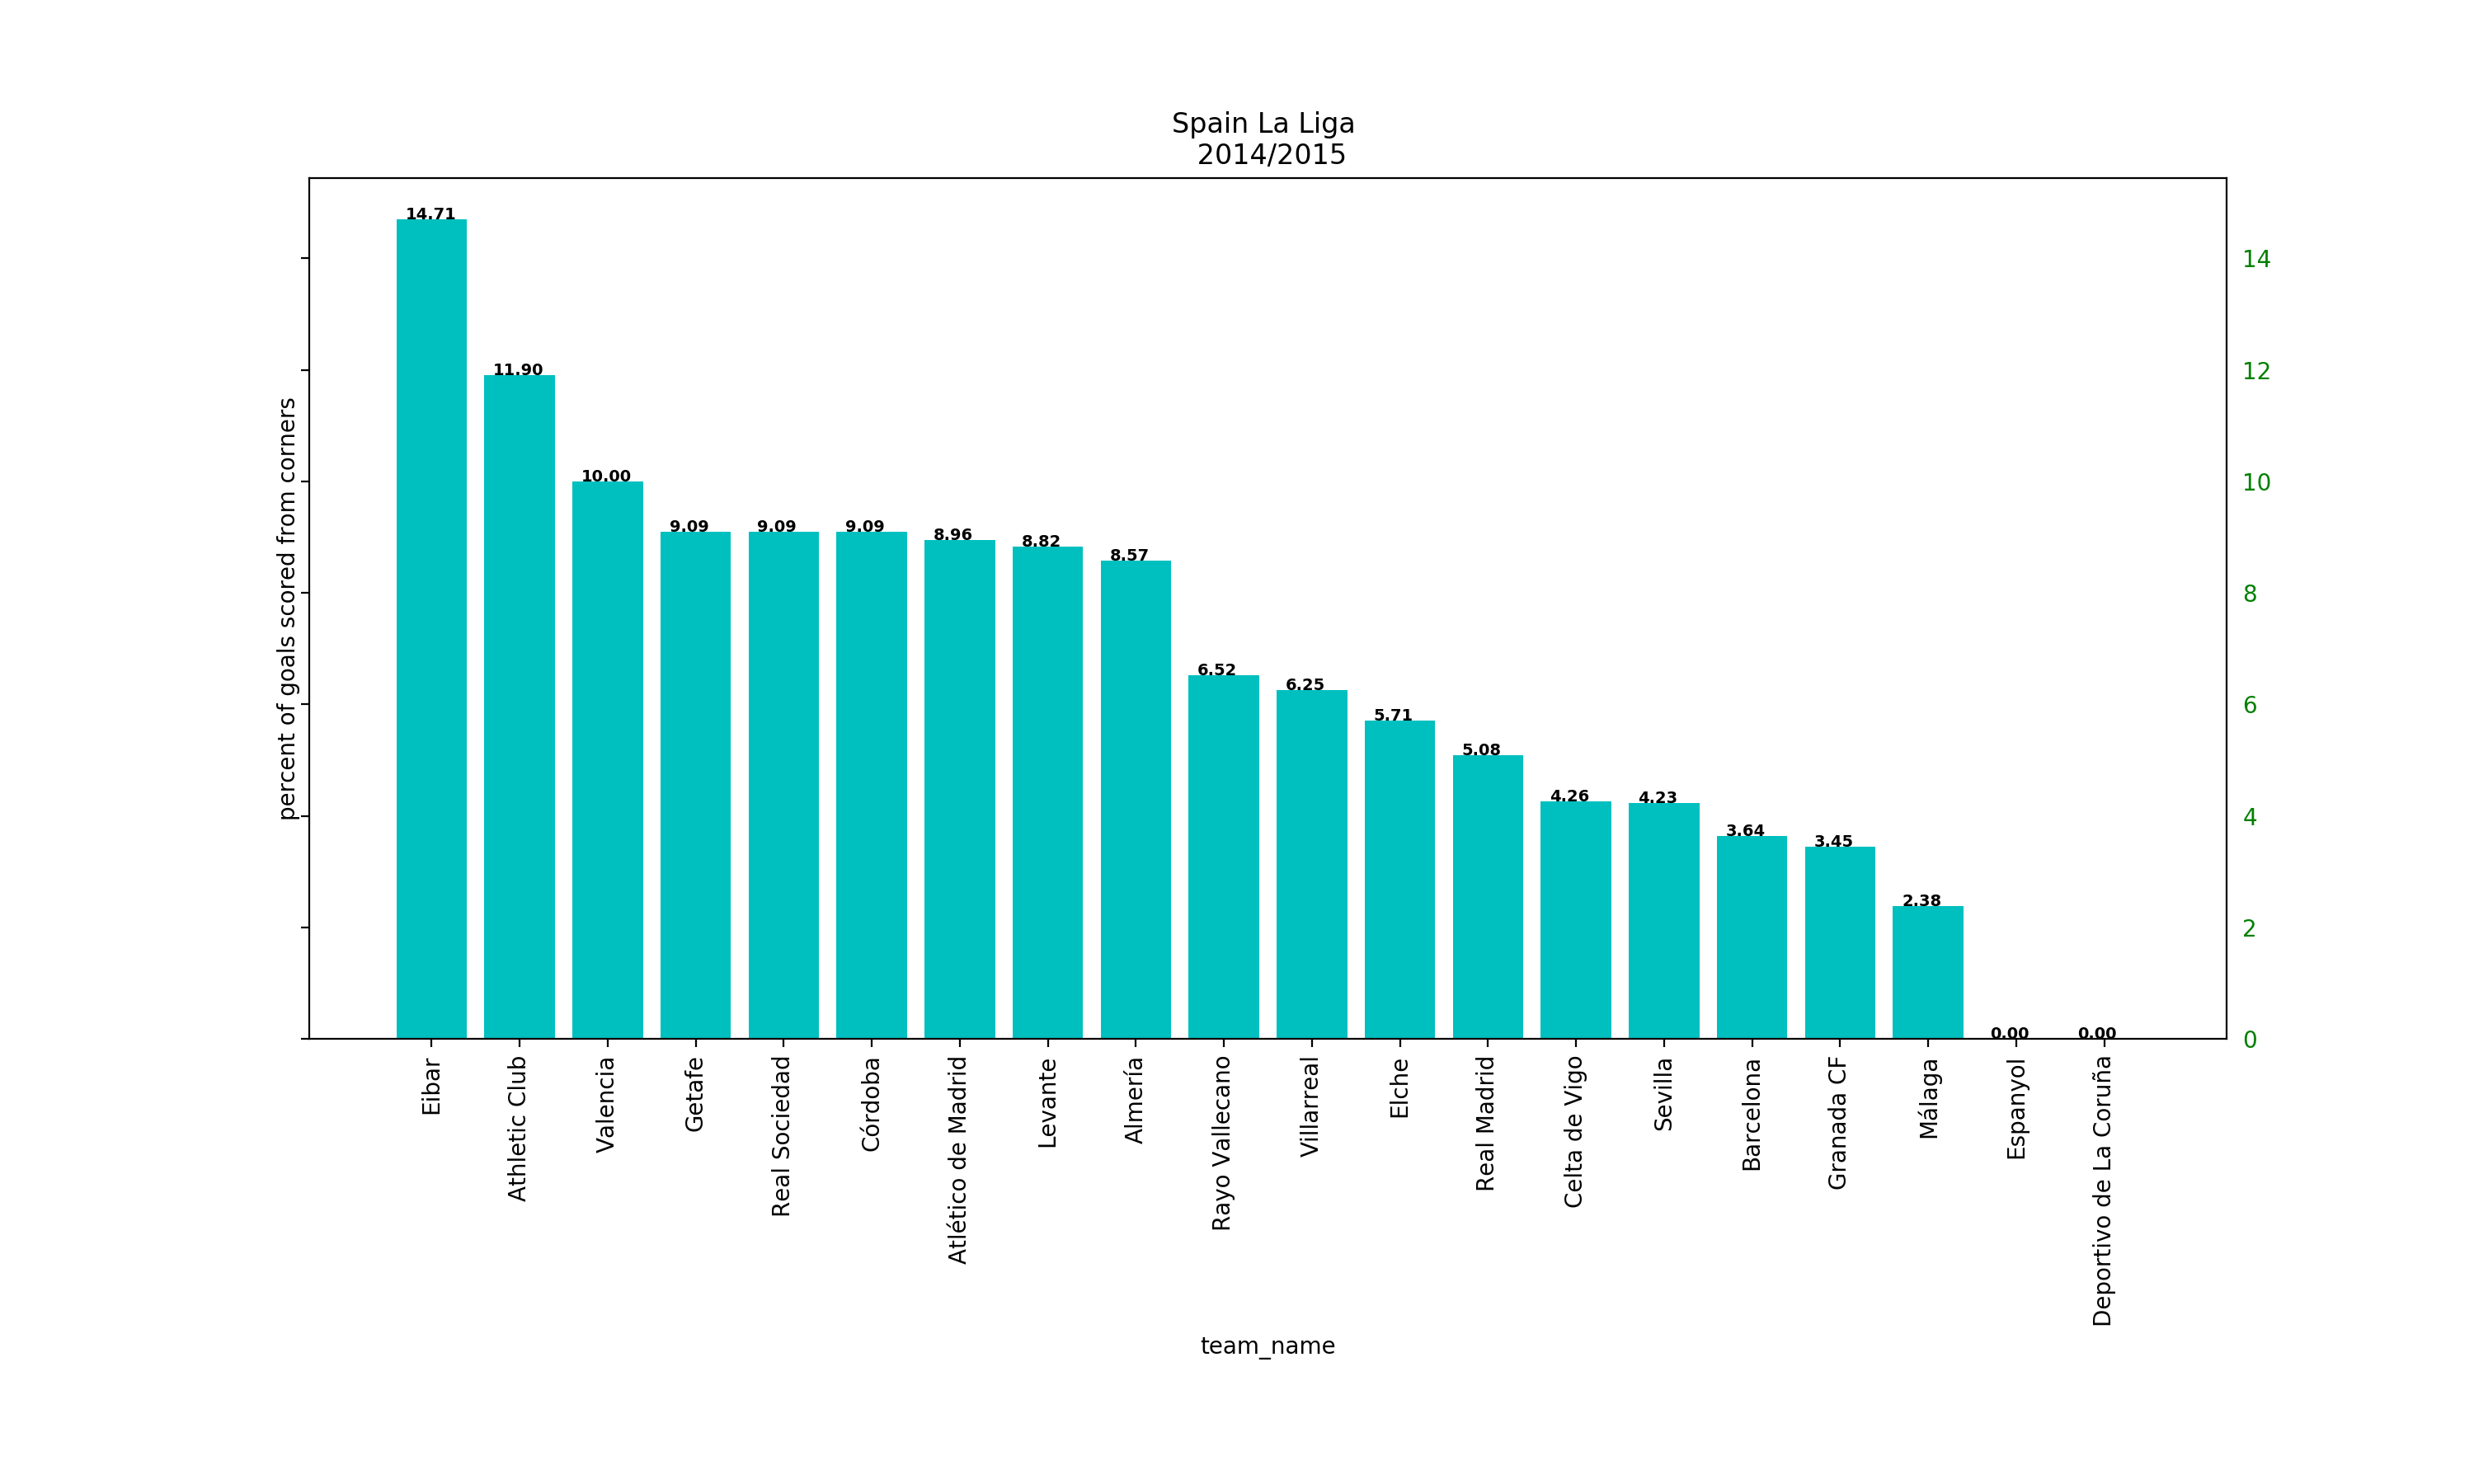 Spain La Liga
2014/2015
percent of goals scored from corners
14.71
11.90
10.00
9.09
9.09
9.09
8.96
8.82
8.57
6.52
6.25
5.71
5.08
4.26
4.23
3.64
3.45
2.38
0.00
0.00
14
12
10
8
6
4
2
0
Eibar
Athletic Club
Valencia
Getafe
Real Sociedad
Córdoba
Atlético de Madrid
Levante
Almería
Rayo Vallecano
Villarreal
Elche
Real Madrid
Celta de Vigo
Sevilla
Barcelona
Granada CF
Málaga
Espanyol
Deportivo de La Coruña
team_name